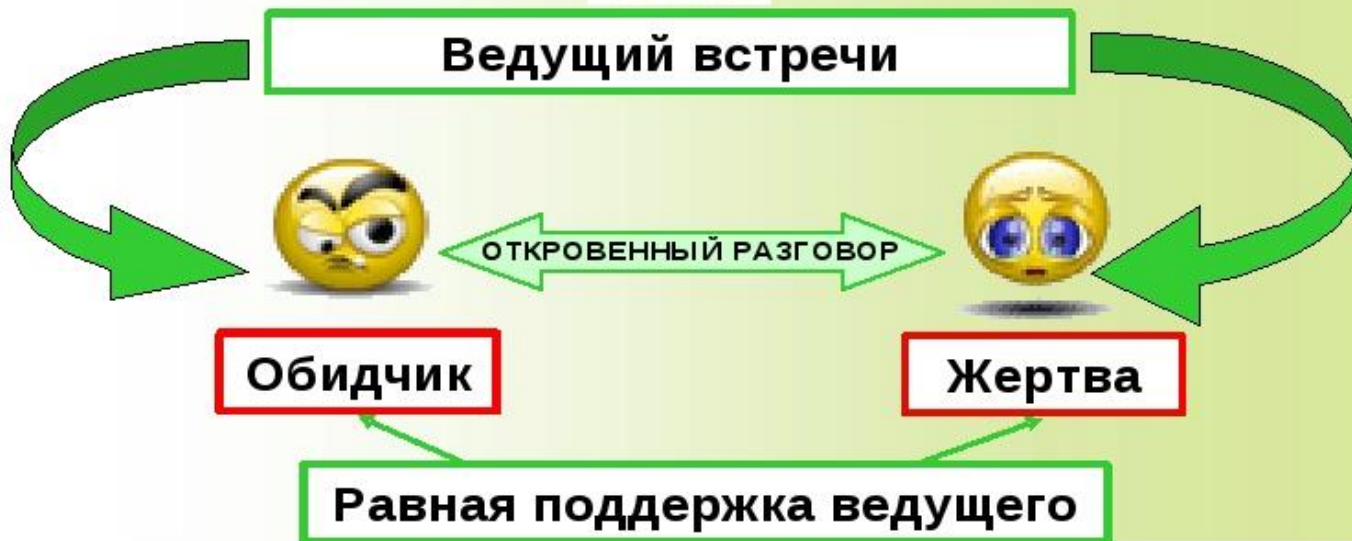 Ведущий встречи
ОТКРОВЕННЫЙ РАЗГОВОР
Обидчик
Жертва
Равная поддержка ведущего